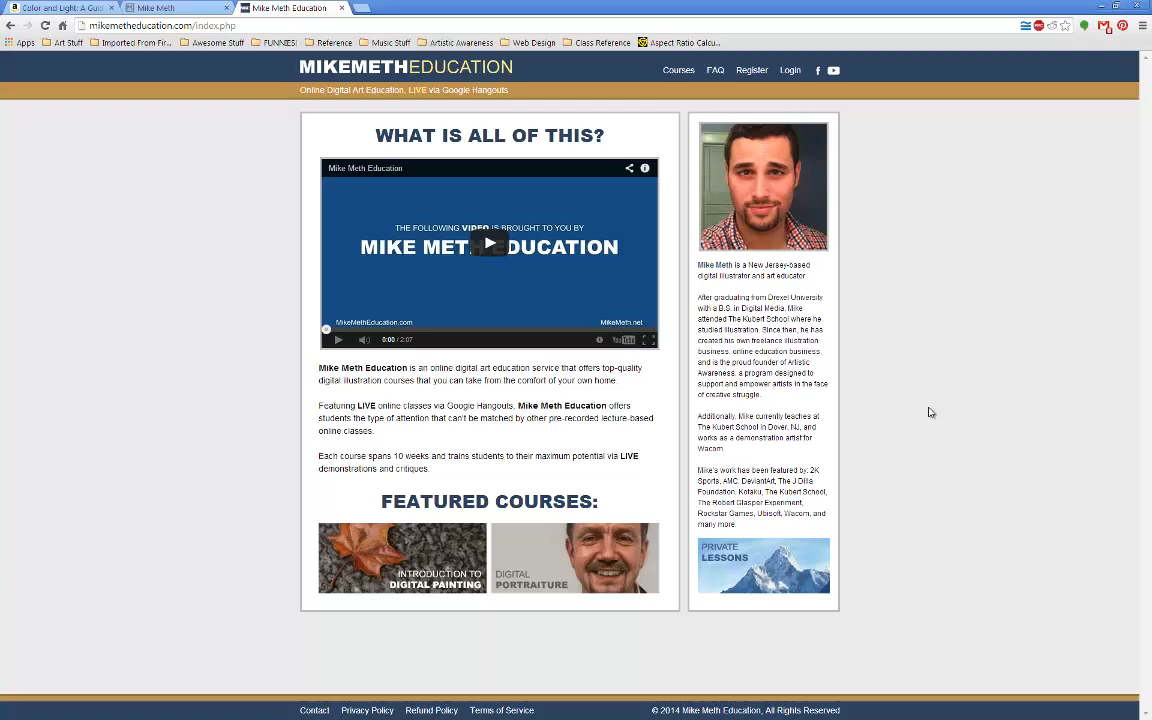 Color and Light: A Guid
Mike Meth
Mike Meth Education
mikemetheducation.com/index.php
Apps
Art Stuff
Imported From Fir...
Awesome Stuff
FUNNIES!
Reference
Music Stuff
Artistic Awareness
Web Design
Class Reference
Aspect Ratio Calcu...
MIKEMETHEDUCATION
Courses
FAQ
Register
Login
Online Digital Art Education, LIVE via Google Hangouts
WHAT IS ALL OF THIS?
Mike Meth Education
THE FOLLOWING VIDEO IS BROUGHT TO YOU BY
MIKE METH EDUCATION
MikeMethEducation.com
MikeMeth.net
0:00 / 2:07
YouTube
Mike Meth Education is an online digital art education service that offers top-quality
digital illustration courses that you can take from the comfort of your own home.
Featuring LIVE online classes via Google Hangouts, Mike Meth Education offers
students the type of attention that can't be matched by other pre-recorded lecture-based
online classes.
Each course spans 10 weeks and trains students to their maximum potential via LIVE
demonstrations and critiques.
FEATURED COURSES:
INTRODUCTION TO
DIGITAL PAINTING
DIGITAL
PORTRAITURE
Mike Meth is a New Jersey-based
digital illustrator and art educator.
After graduating from Drexel University
with a B.S. in Digital Media, Mike
attended The Kubert School where he
studied illustration. Since then, he has
created his own freelance illustration
business, online education business,
and is the proud founder of Artistic
Awareness, a program designed to
support and empower artists in the face
of creative struggle.
Additionally, Mike currently teaches at
The Kubert School in Dover, NJ, and
works as a demonstration artist for
Wacom.
Mike's work has been featured by: 2K
Sports, AMC, DeviantArt, The J Dilla
Foundation, Kotaku, The Kubert School,
The Robert Glasper Experiment,
Rockstar Games, Ubisoft, Wacom, and
many more.
PRIVATE
LESSONS
Contact
Privacy Policy
Refund Policy
Terms of Service
© 2014 Mike Meth Education, All Rights Reserved